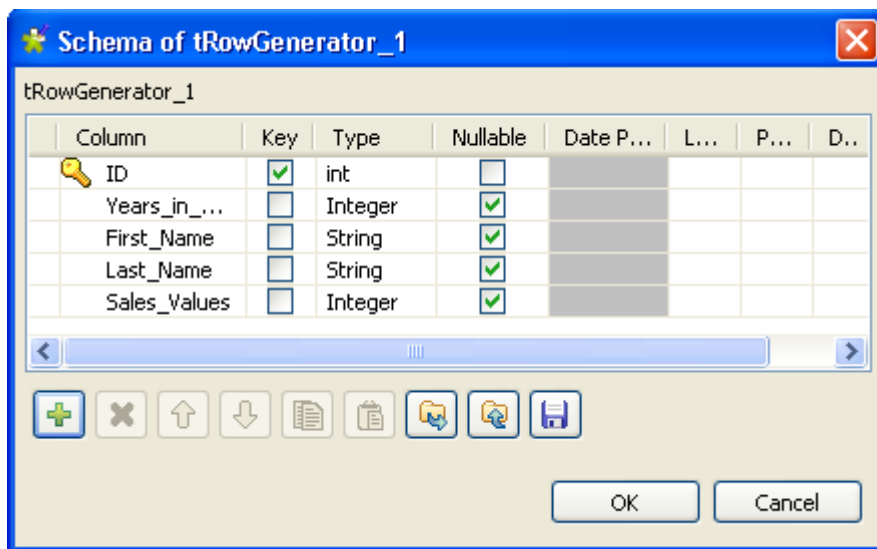 Schema of tRowGenerator_1
tRowGenerator_1
Column Key Type Nullable Date P... L... P... D..
ID int
Years_in_... Integer
First_Name String
Last_Name String
Sales_Values Integer
OK Cancel